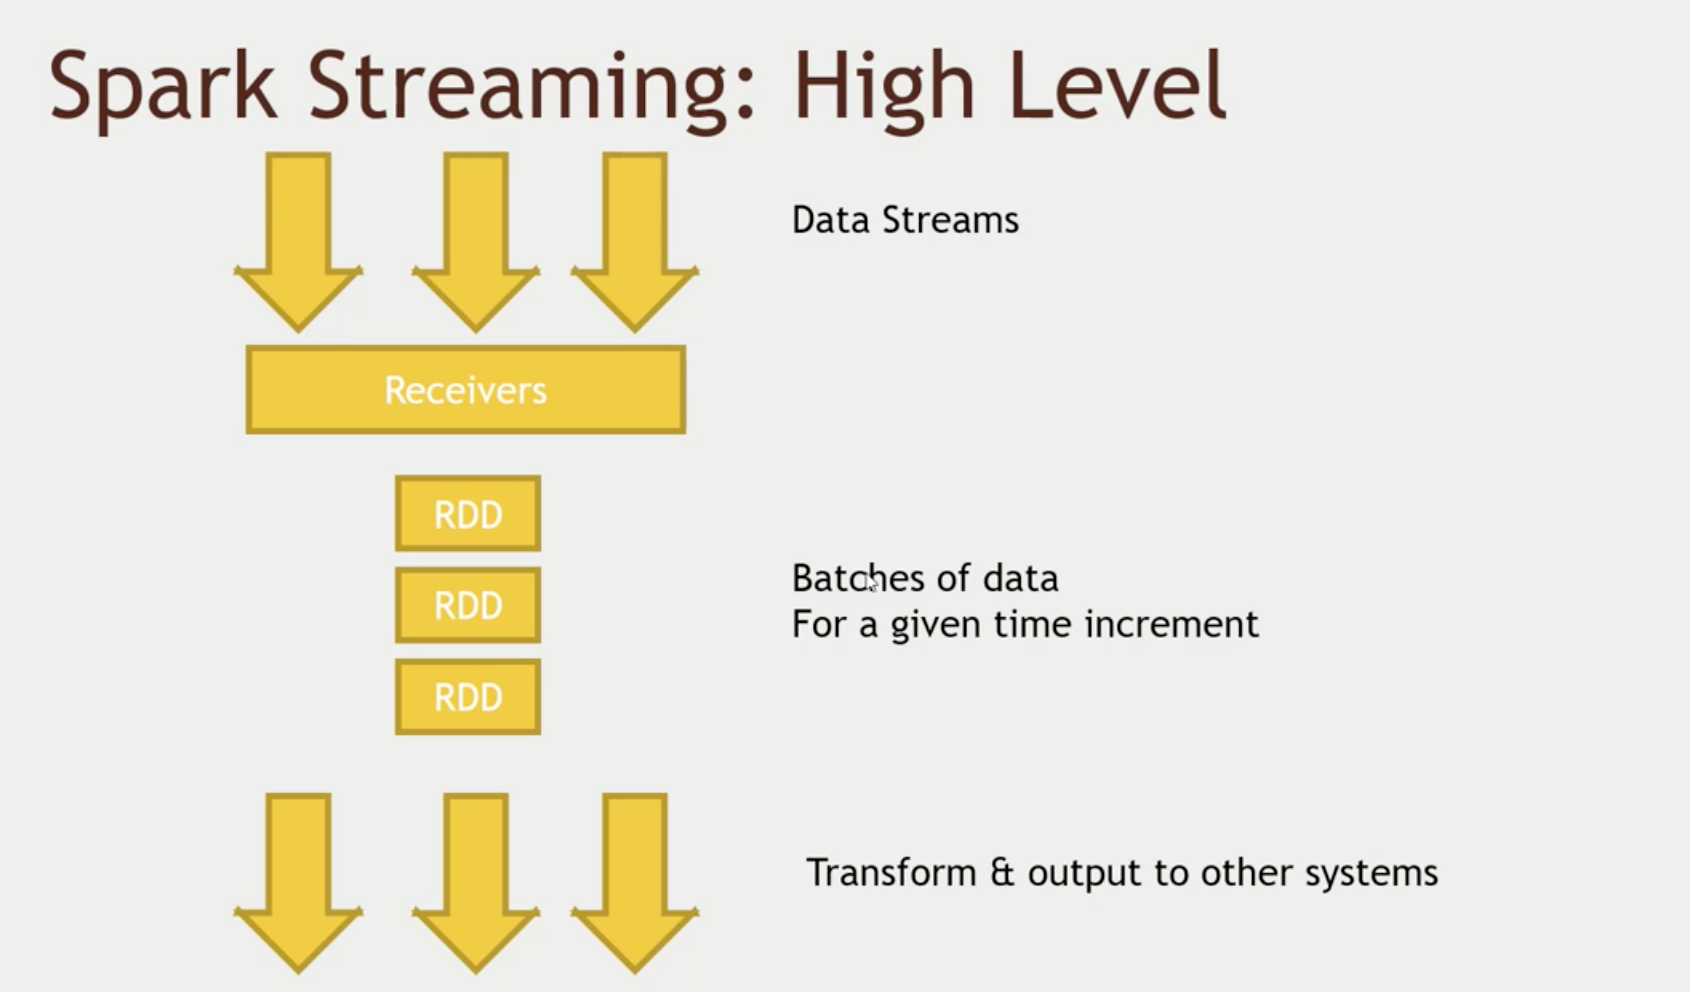 Spark Streaming: High Level
Data Streams
Receivers
RDD
RDD
RDD
Batches of data
For a given time increment
Transform & output to other systems